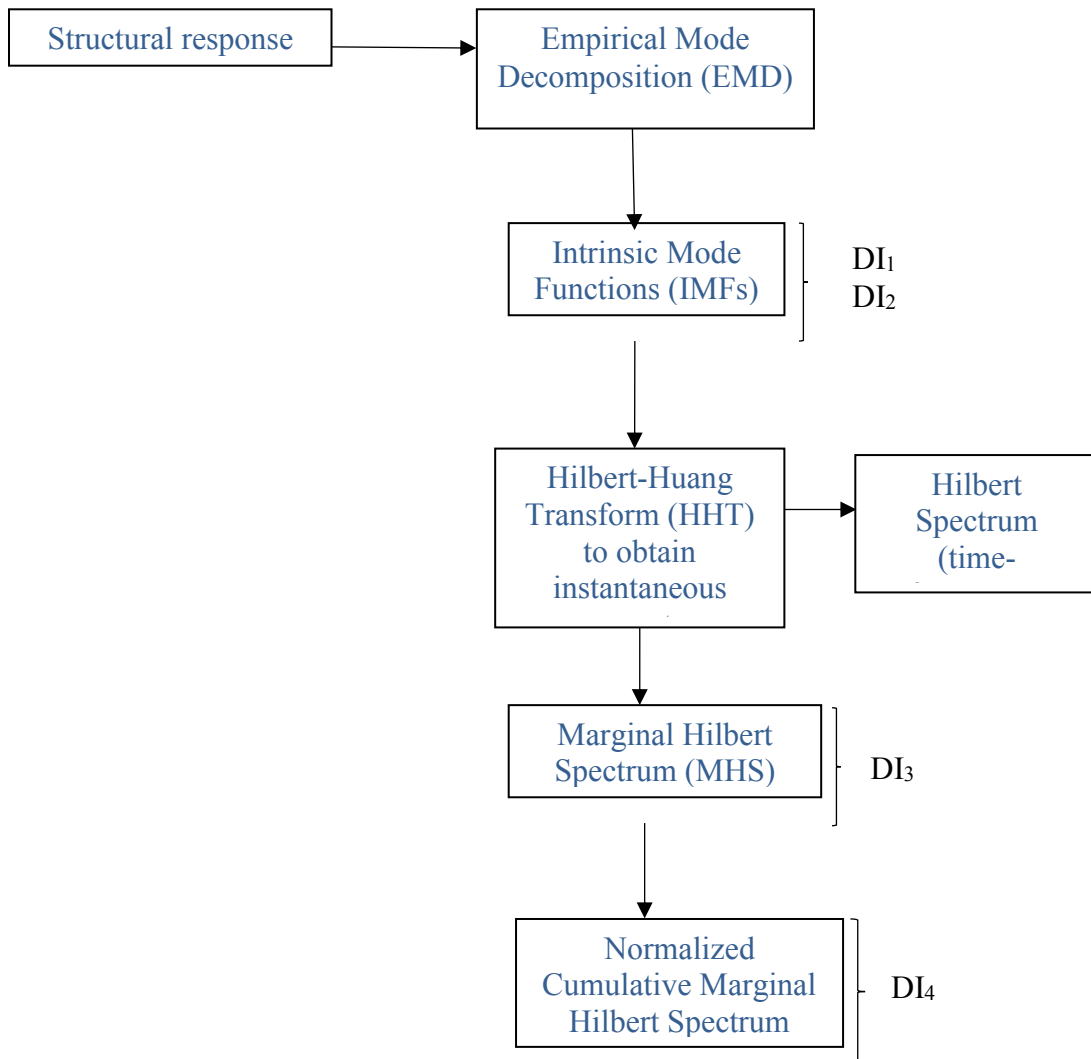 Structural response
Empirical Mode
Decomposition (EMD)
Intrinsic Mode
Functions (IMFs)
DI₁
DI₂
Hilbert-Huang
Transform (HHT)
to obtain
instantaneous
Hilbert
Spectrum
(time-
Marginal Hilbert
Spectrum (MHS)
DI₃
Normalized
Cumulative Marginal
Hilbert Spectrum
DI₄